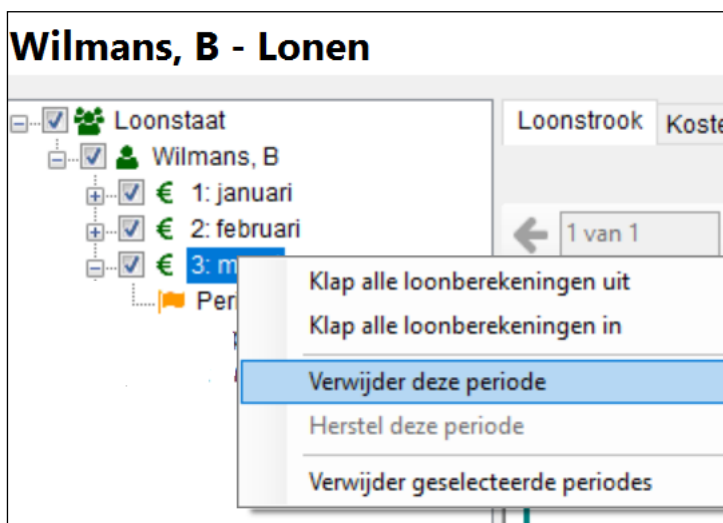 Wilmans, B - Lonen
Loonstaat
Wilmans, B
€ 1: januari
€ 2: februari
€ 3:
Loonstrook
1 van 1
Klap alle loonberekeningen uit
Klap alle loonberekeningen in
Verwijder deze periode
Herstel deze periode
Verwijder geselecteerde periodes